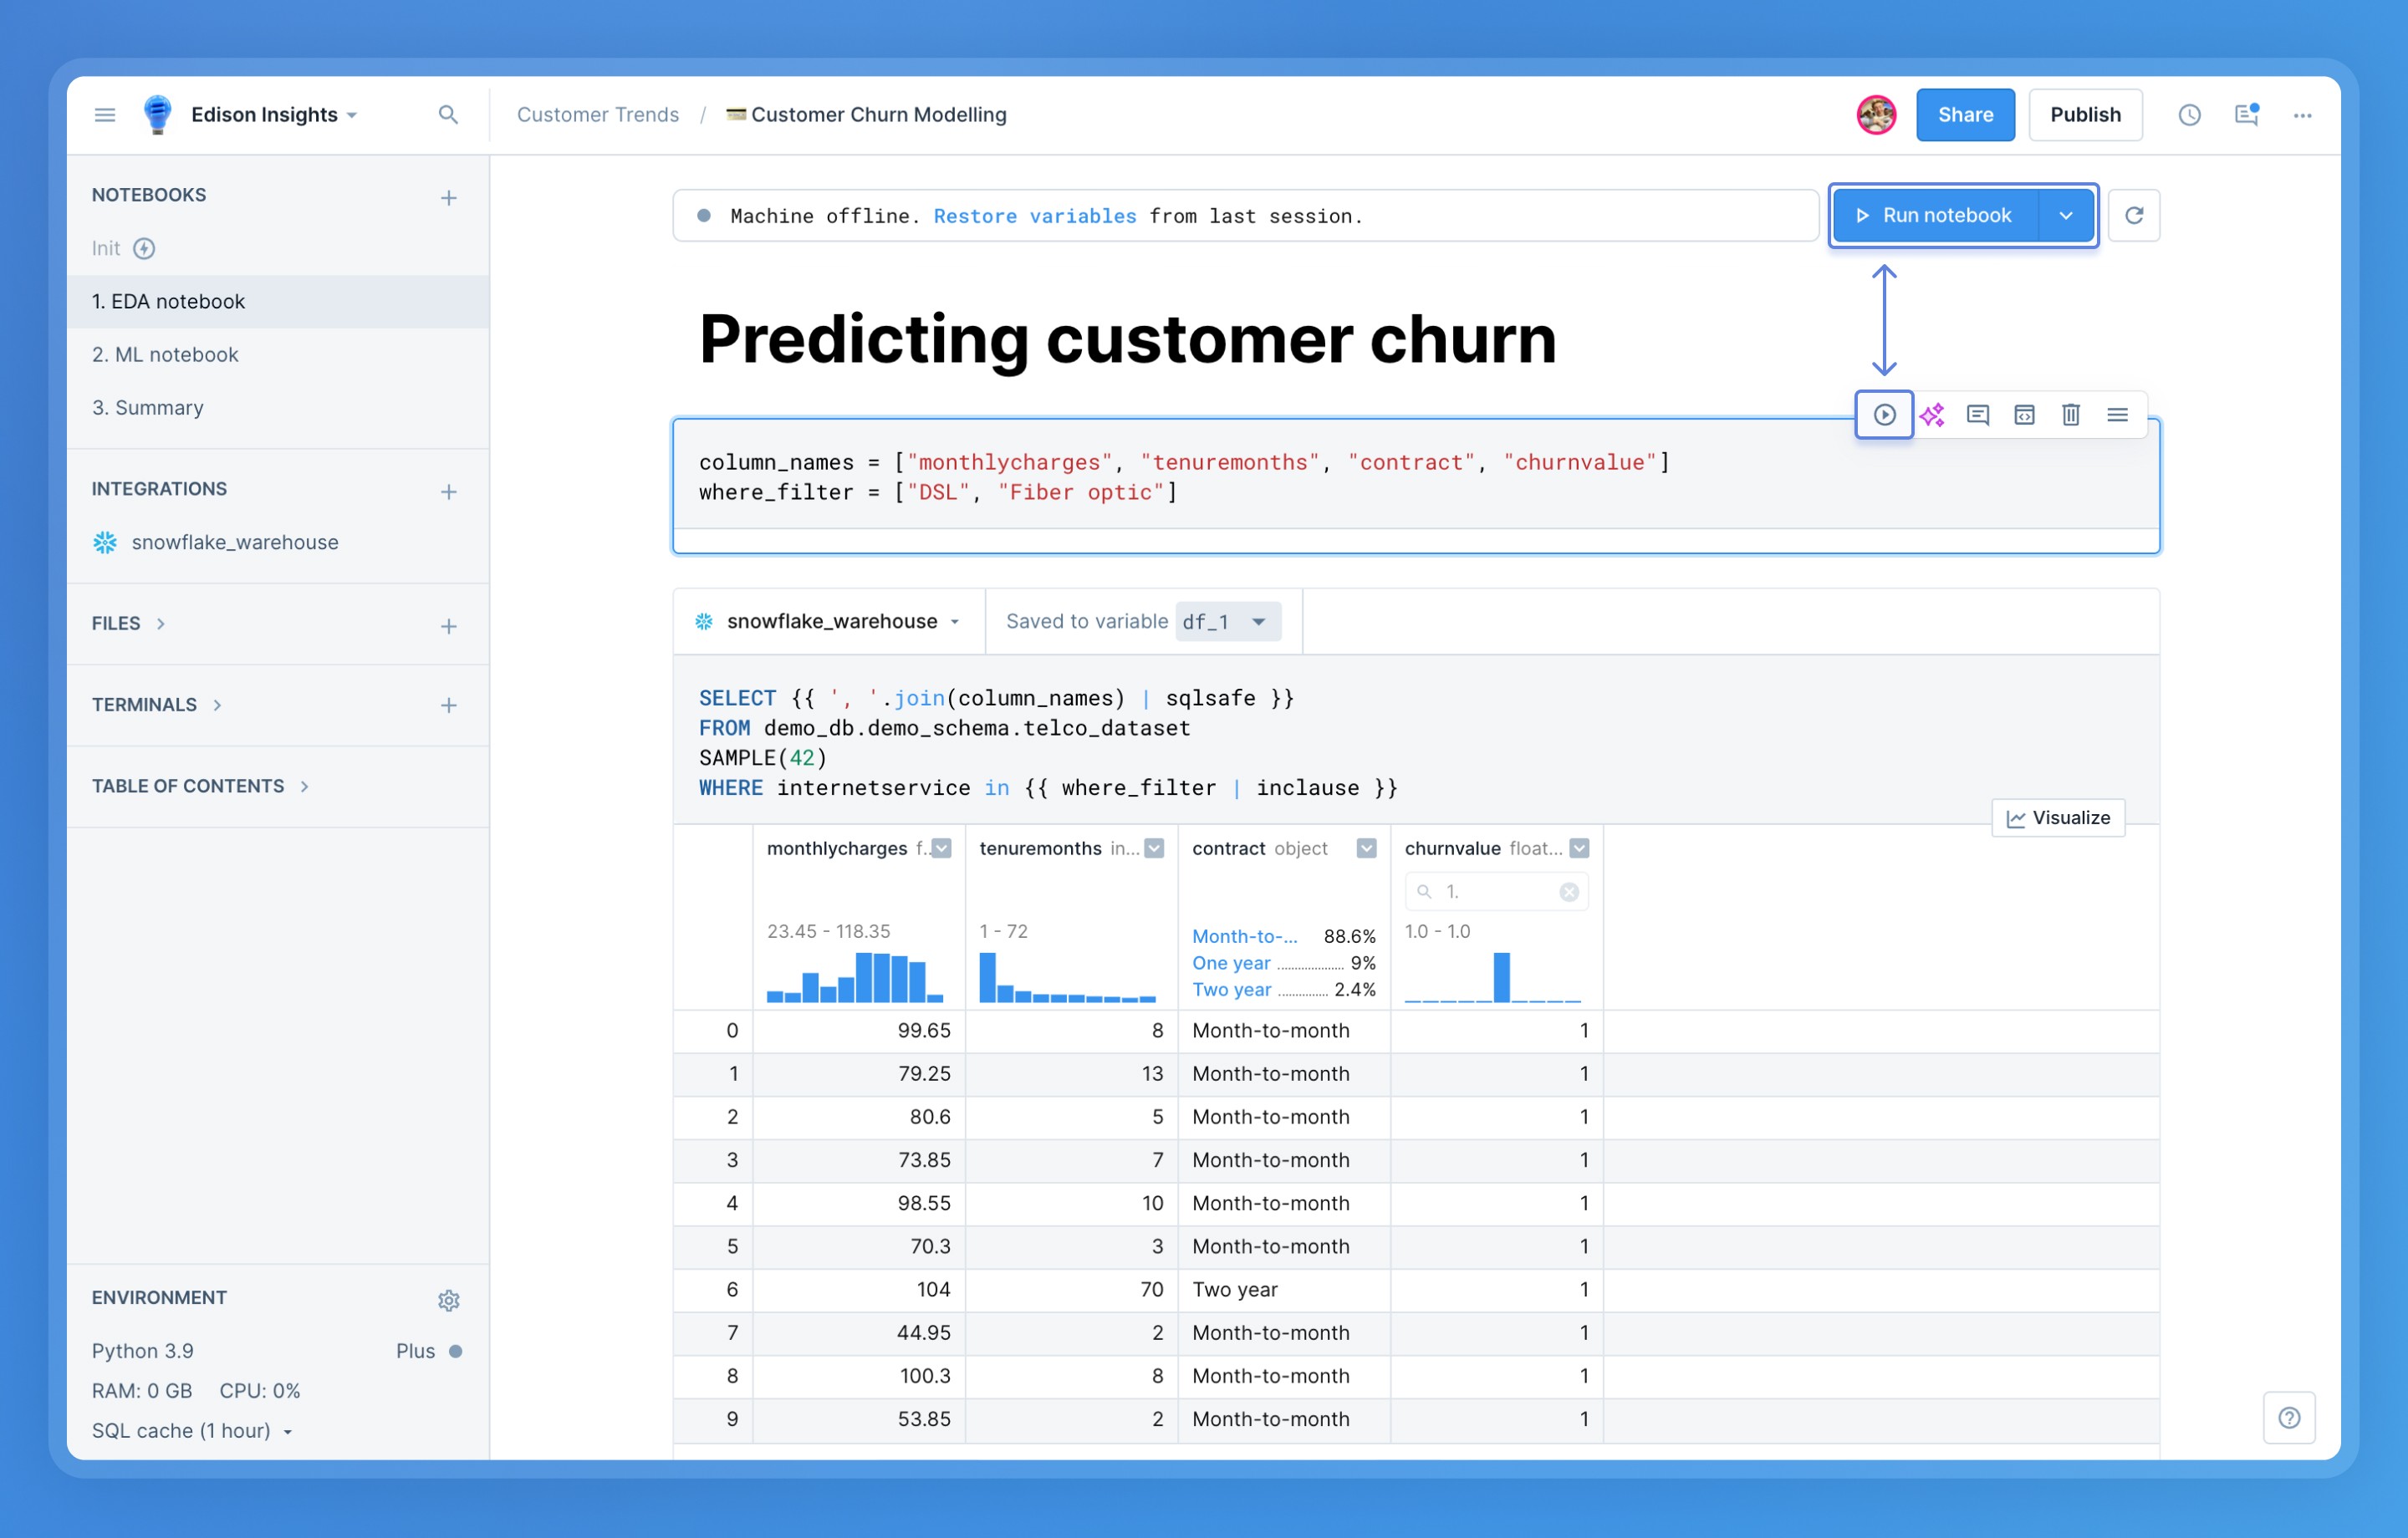 Edison Insights
Customer Trends / Customer Churn Modelling
Share
Publish
NOTEBOOKS
Init
1. EDA notebook
2. ML notebook
3. Summary
INTEGRATIONS
snowflake_warehouse
FILES
TERMINALS
TABLE OF CONTENTS
ENVIRONMENT
Python 3.9 Plus
RAM: 0 GB CPU: 0%
SQL cache (1 hour)
Machine offline. Restore variables from last session.
Run notebook
Predicting customer churn
column_names = ["monthlycharges", "tenuremonths", "contract", "churnvalue"]
where_filter = ["DSL", "Fiber optic"]
snowflake_warehouse Saved to variable df_1
SELECT {{ ', '.join(column_names) | sqlsafe }}
FROM demo_db.demo_schema.telco_dataset
SAMPLE(42)
WHERE internetservice in {{ where_filter | inclause }}
Visualize
monthlycharges f... tenuremonths in... contract object churnvalue float...
1.
23.45 - 118.35 1 - 72 1.0 - 1.0
Month-to-... 88.6%
One year 9%
Two year 2.4%
0 99.65 8 Month-to-month 1
1 79.25 13 Month-to-month 1
2 80.6 5 Month-to-month 1
3 73.85 7 Month-to-month 1
4 98.55 10 Month-to-month 1
5 70.3 3 Month-to-month 1
6 104 70 Two year 1
7 44.95 2 Month-to-month 1
8 100.3 8 Month-to-month 1
9 53.85 2 Month-to-month 1